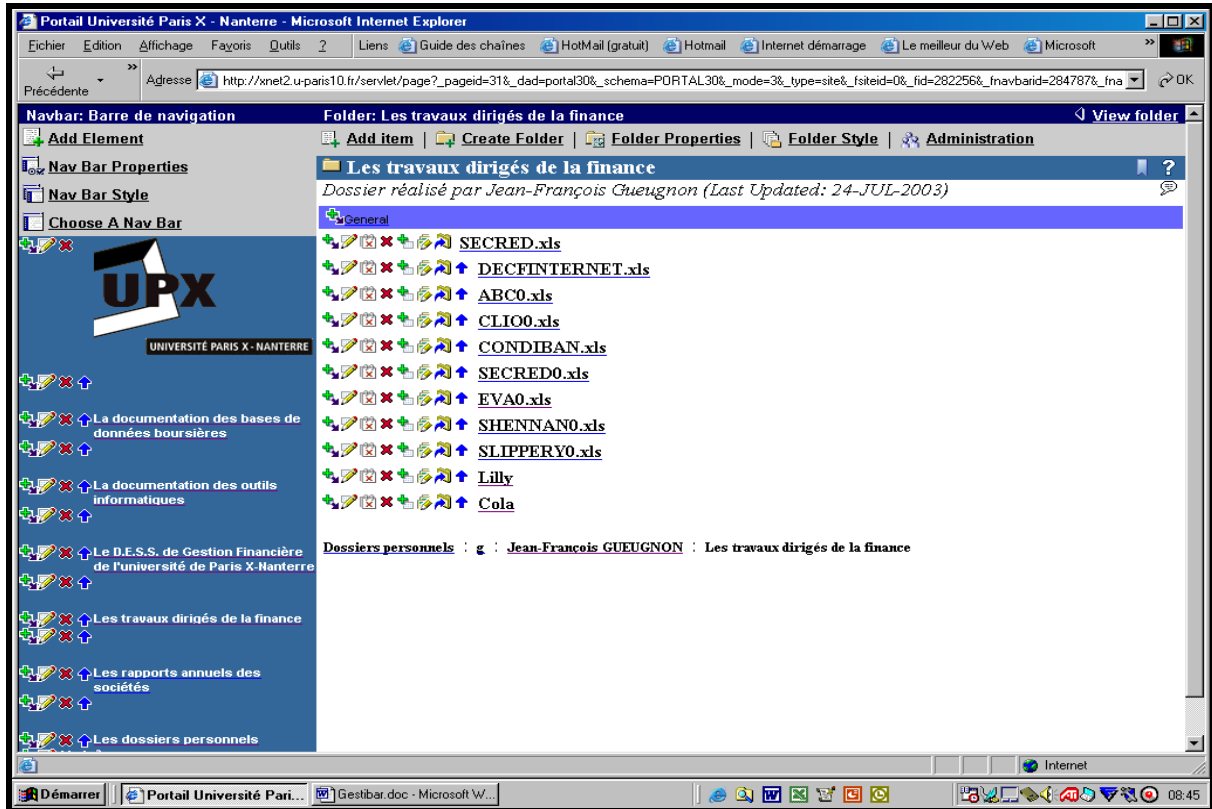 Portail Université Paris X - Nanterre - Microsoft Internet Explorer
Fichier Edition Affichage Favoris Outils ? Liens Guide des chaînes HotMail (gratuit) Hotmail Internet démarrage Le meilleur du Web Microsoft »
Précédente » Adresse http://xnet2.u-paris10.fr/servlet/page?_pageid=31&_dad=portal30&_schema=PORTAL30&_mode=3&_type=site&_fsiteid=0&_fid=282256&_fnavbarid=284787&_fna OK
Navbar: Barre de navigation
Add Element
Nav Bar Properties
Nav Bar Style
Choose A Nav Bar
UPX
UNIVERSITÉ PARIS X - NANTERRE
La documentation des bases de
données boursières
La documentation des outils
informatiques
Le D.E.S.S. de Gestion Financière
de l'université de Paris X-Nanterre
Les travaux dirigés de la finance
Les rapports annuels des
sociétés
Les dossiers personnels
Folder: Les travaux dirigés de la finance View folder
Add item | Create Folder | Folder Properties | Folder Style | Administration
Les travaux dirigés de la finance ?
Dossier réalisé par Jean-François Gueugnon (Last Updated: 24-JUL-2003)
General
SECRED.xls
DECFINTERNET.xls
ABC0.xls
CLIO0.xls
CONDIBAN.xls
SECRED0.xls
EVA0.xls
SHENNAN0.xls
SLIPPERY0.xls
Lilly
Cola
Dossiers personnels : g : Jean-François GUEUGNON : Les travaux dirigés de la finance
Internet
Démarrer Portail Université Pari... Gestibar.doc - Microsoft W... 08:45